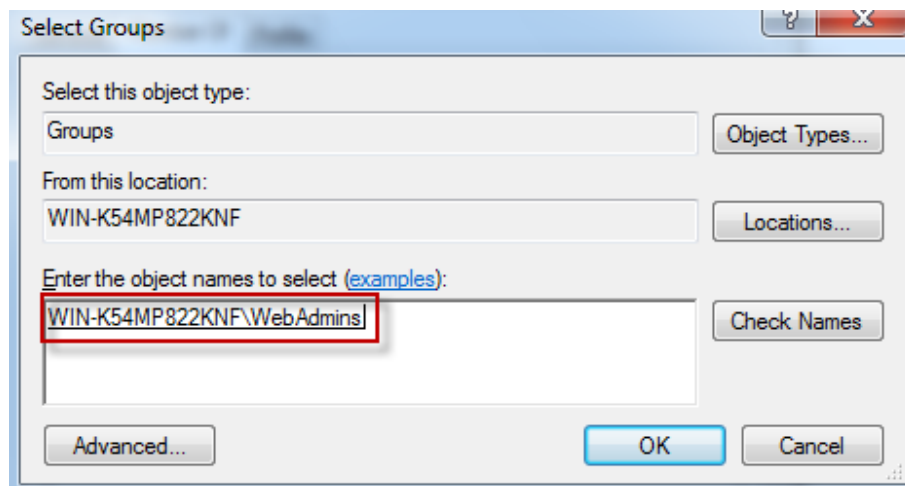 Select Groups
Select this object type:
Groups
Object Types...
From this location:
WIN-K54MP822KNF
Locations...
Enter the object names to select (examples):
WIN-K54MP822KNF\WebAdmins
Check Names
Advanced...
OK
Cancel